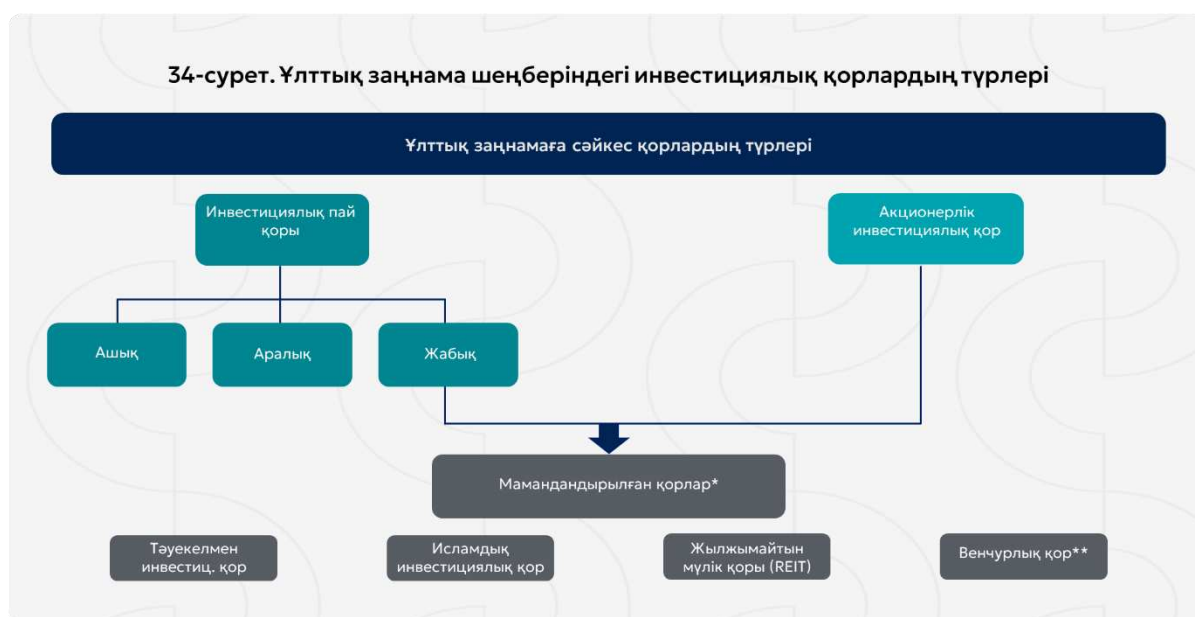 34-сурет. Ұлттық заңнама шеңберіндегі инвестициялық қорлардың түрлері
Ұлттық заңнамаға сәйкес қорлардың түрлері
Инвестициялық пай
қоры
Акционерлік
инвестициялық қор
Ашық
Аралық
Жабық
Мамандандырылған қорлар*
Тәуекелмен
инвестиц. қор
Исламдық
инвестициялық қор
Жылжымайтын
мүлік қоры (REIT)
Венчурлық қор**